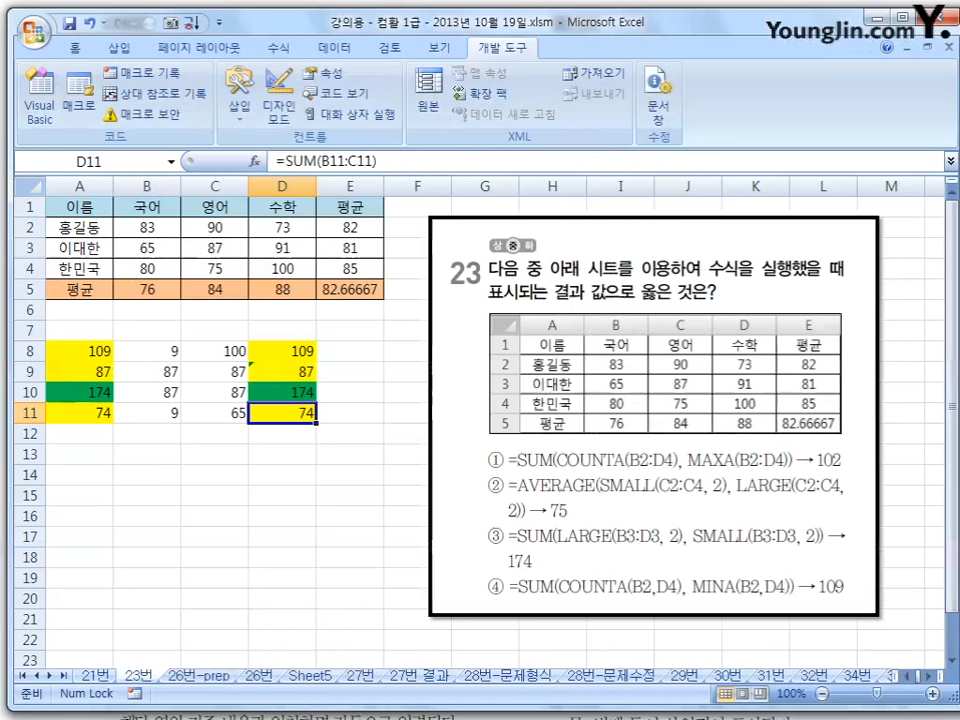 강의용 - 컴활 1급 - 2013년 10월 19일.xlsm - Microsoft Excel
YoungJin.com Y.
홈 삽입 페이지 레이아웃 수식 데이터 검토 보기 개발 도구
Visual Basic
매크로
매크로 기록
상대 참조로 기록
매크로 보안
코드
삽입
디자인 모드
속성
코드 보기
대화 상자 실행
컨트롤
원본
맵 속성
확장 팩
데이터 새로 고침
가져오기
내보내기
XML
문서 창
수정
D11 fx =SUM(B11:C11)
A B C D E F G H I J K L M
1 이름 국어 영어 수학 평균
2 홍길동 83 90 73 82
3 이대한 65 87 91 81
4 한민국 80 75 100 85
5 평균 76 84 88 82.66667
6
7
8 109 9 100 109
9 87 87 87 87
10 174 87 87 174
11 74 9 65 74
12
13
14
15
16
17
18
19
20
21
22
23
상 중 하
23 다음 중 아래 시트를 이용하여 수식을 실행했을 때
표시되는 결과 값으로 옳은 것은?
A B C D E
1 이름 국어 영어 수학 평균
2 홍길동 83 90 73 82
3 이대한 65 87 91 81
4 한민국 80 75 100 85
5 평균 76 84 88 82.66667
① =SUM(COUNTA(B2:D4), MAXA(B2:D4)) → 102
② =AVERAGE(SMALL(C2:C4, 2), LARGE(C2:C4,
2)) → 75
③ =SUM(LARGE(B3:D3, 2), SMALL(B3:D3, 2)) →
174
④ =SUM(COUNTA(B2,D4), MINA(B2,D4)) → 109
21번 23번 26번-prep 26번 Sheet5 27번 27번 결과 28번-문제형식 28번-문제수정 29번 30번 31번 32번 34번
준비 Num Lock 100%